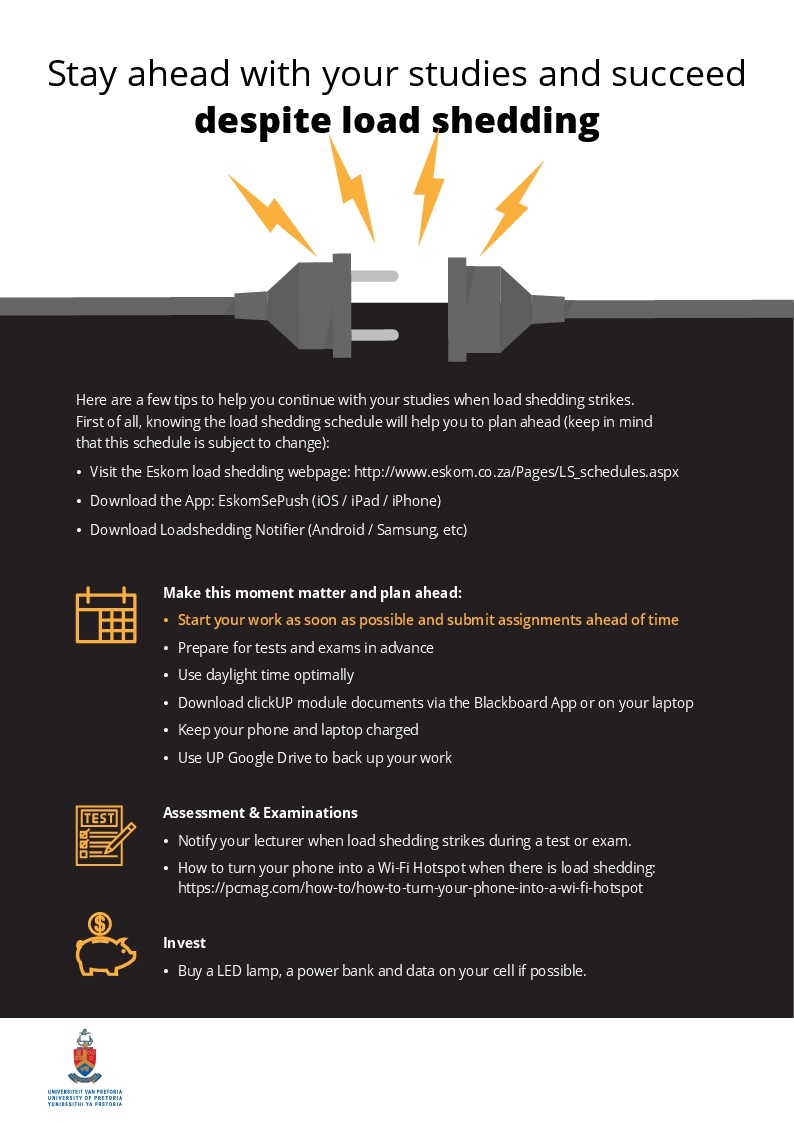 Stay ahead with your studies and succeed
despite load shedding
Here are a few tips to help you continue with your studies when load shedding strikes.
First of all, knowing the load shedding schedule will help you to plan ahead (keep in mind
that this schedule is subject to change):
• Visit the Eskom load shedding webpage: http://www.eskom.co.za/Pages/LS_schedules.aspx
• Download the App: EskomSePush (iOS / iPad / iPhone)
• Download Loadshedding Notifier (Android / Samsung, etc)
Make this moment matter and plan ahead:
• Start your work as soon as possible and submit assignments ahead of time
• Prepare for tests and exams in advance
• Use daylight time optimally
• Download clickUP module documents via the Blackboard App or on your laptop
• Keep your phone and laptop charged
• Use UP Google Drive to back up your work
TEST
Assessment & Examinations
• Notify your lecturer when load shedding strikes during a test or exam.
• How to turn your phone into a Wi-Fi Hotspot when there is load shedding:
https://pcmag.com/how-to/how-to-turn-your-phone-into-a-wi-fi-hotspot
$
Invest
• Buy a LED lamp, a power bank and data on your cell if possible.
UNIVERSITEIT VAN PRETORIA
UNIVERSITY OF PRETORIA
YUNIBESITHI YA PRETORIA